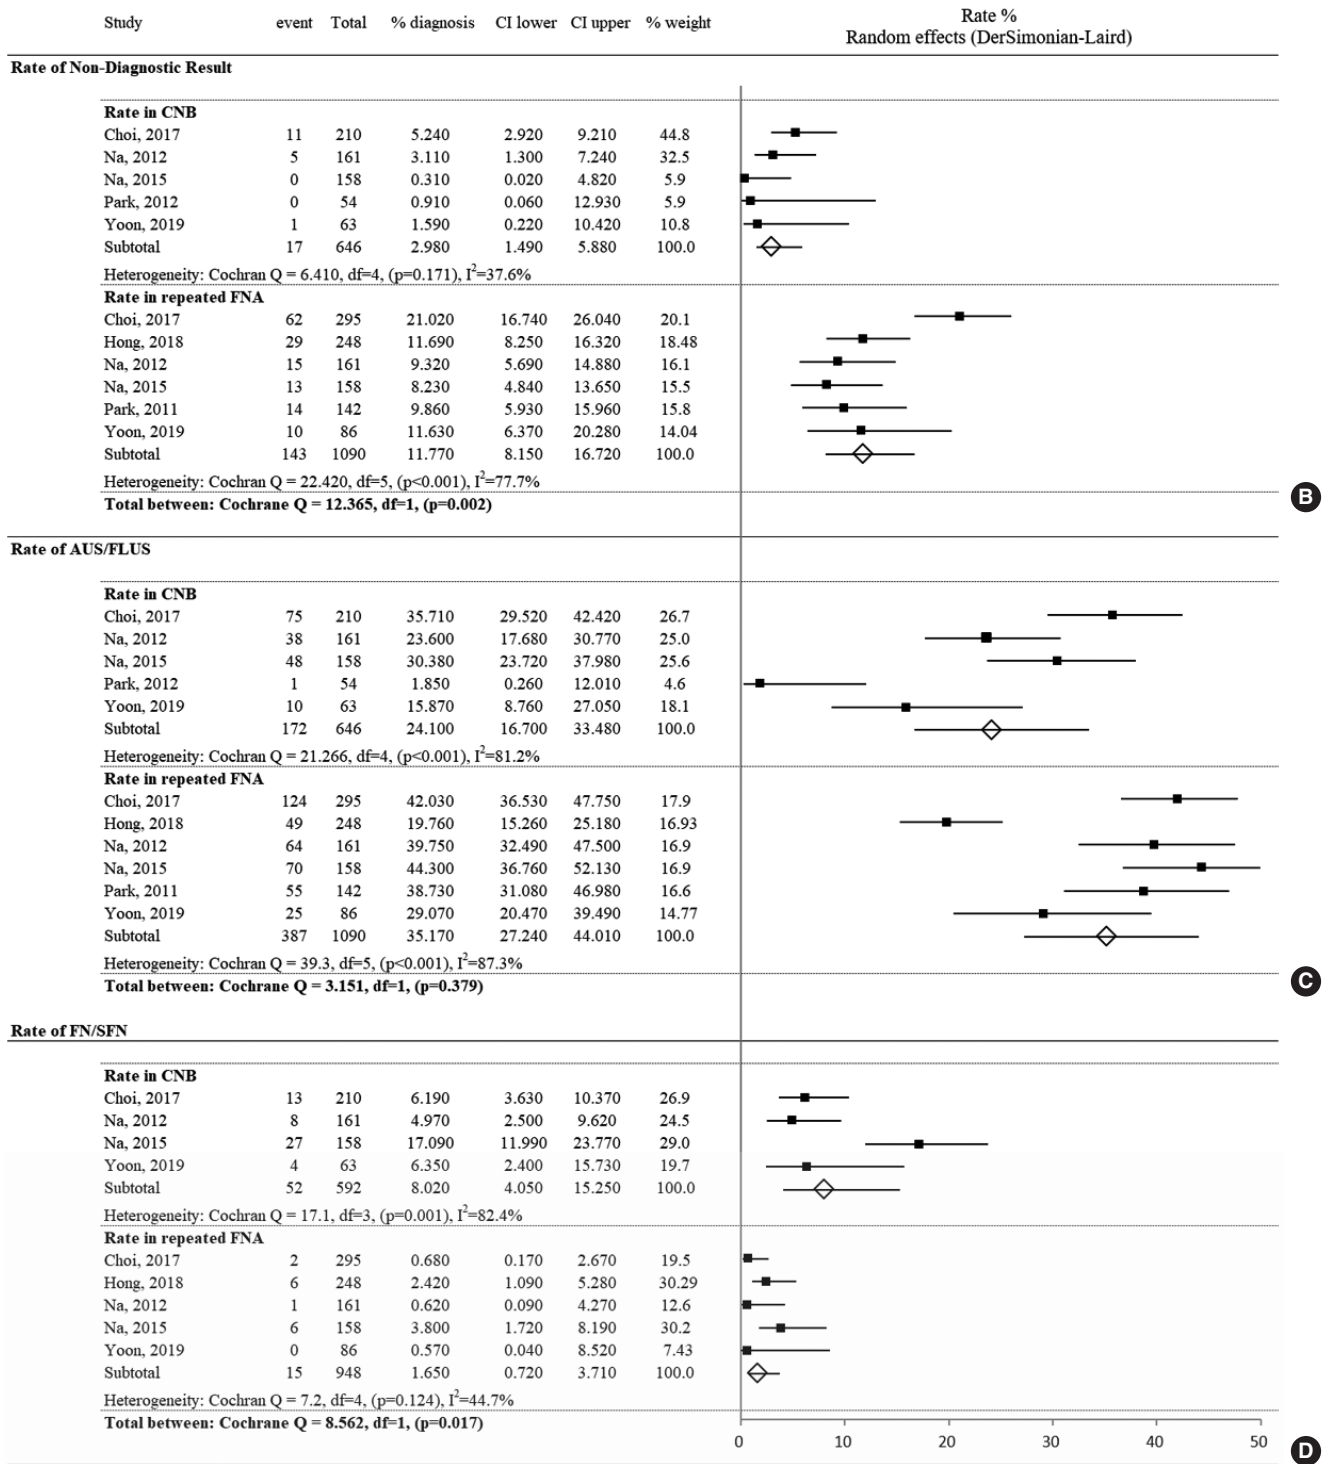 Study event Total % diagnosis CI lower CI upper % weight Rate %
Random effects (DerSimonian-Laird)
Rate of Non-Diagnostic Result
Rate in CNB
Choi, 2017 11 210 5.240 2.920 9.210 44.8
Na, 2012 5 161 3.110 1.300 7.240 32.5
Na, 2015 0 158 0.310 0.020 4.820 5.9
Park, 2012 0 54 0.910 0.060 12.930 5.9
Yoon, 2019 1 63 1.590 0.220 10.420 10.8
Subtotal 17 646 2.980 1.490 5.880 100.0
Heterogeneity: Cochran Q = 6.410, df=4, (p=0.171), I²=37.6%
Rate in repeated FNA
Choi, 2017 62 295 21.020 16.740 26.040 20.1
Hong, 2018 29 248 11.690 8.250 16.320 18.48
Na, 2012 15 161 9.320 5.690 14.880 16.1
Na, 2015 13 158 8.230 4.840 13.650 15.5
Park, 2011 14 142 9.860 5.930 15.960 15.8
Yoon, 2019 10 86 11.630 6.370 20.280 14.04
Subtotal 143 1090 11.770 8.150 16.720 100.0
Heterogeneity: Cochran Q = 22.420, df=5, (p<0.001), I²=77.7%
Total between: Cochrane Q = 12.365, df=1, (p=0.002)
B
Rate of AUS/FLUS
Rate in CNB
Choi, 2017 75 210 35.710 29.520 42.420 26.7
Na, 2012 38 161 23.600 17.680 30.770 25.0
Na, 2015 48 158 30.380 23.720 37.980 25.6
Park, 2012 1 54 1.850 0.260 12.010 4.6
Yoon, 2019 10 63 15.870 8.760 27.050 18.1
Subtotal 172 646 24.100 16.700 33.480 100.0
Heterogeneity: Cochran Q = 21.266, df=4, (p<0.001), I²=81.2%
Rate in repeated FNA
Choi, 2017 124 295 42.030 36.530 47.750 17.9
Hong, 2018 49 248 19.760 15.260 25.180 16.93
Na, 2012 64 161 39.750 32.490 47.500 16.9
Na, 2015 70 158 44.300 36.760 52.130 16.9
Park, 2011 55 142 38.730 31.080 46.980 16.6
Yoon, 2019 25 86 29.070 20.470 39.490 14.77
Subtotal 387 1090 35.170 27.240 44.010 100.0
Heterogeneity: Cochran Q = 39.3, df=5, (p<0.001), I²=87.3%
Total between: Cochrane Q = 3.151, df=1, (p=0.379)
C
Rate of FN/SFN
Rate in CNB
Choi, 2017 13 210 6.190 3.630 10.370 26.9
Na, 2012 8 161 4.970 2.500 9.620 24.5
Na, 2015 27 158 17.090 11.990 23.770 29.0
Yoon, 2019 4 63 6.350 2.400 15.730 19.7
Subtotal 52 592 8.020 4.050 15.250 100.0
Heterogeneity: Cochran Q = 17.1, df=3, (p=0.001), I²=82.4%
Rate in repeated FNA
Choi, 2017 2 295 0.680 0.170 2.670 19.5
Hong, 2018 6 248 2.420 1.090 5.280 30.29
Na, 2012 1 161 0.620 0.090 4.270 12.6
Na, 2015 6 158 3.800 1.720 8.190 30.2
Yoon, 2019 0 86 0.570 0.040 8.520 7.43
Subtotal 15 948 1.650 0.720 3.710 100.0
Heterogeneity: Cochran Q = 7.2, df=4, (p=0.124), I²=44.7%
Total between: Cochrane Q = 8.562, df=1, (p=0.017)
0 10 20 30 40 50
D